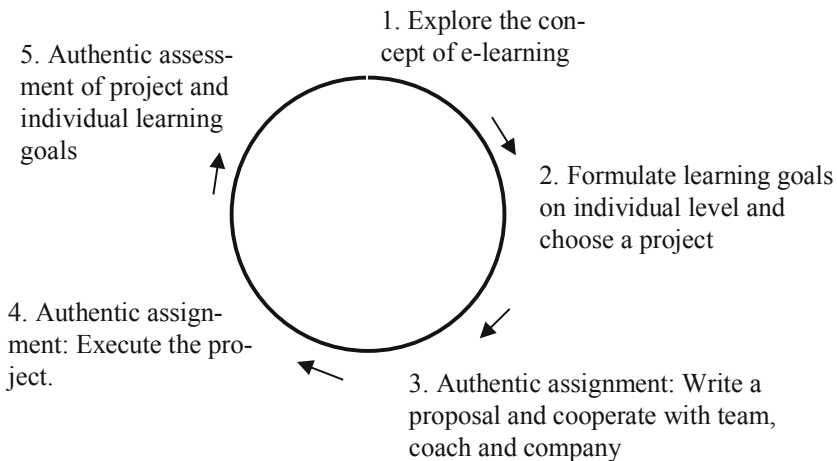 1. Explore the con-
cept of e-learning
2. Formulate learning goals
on individual level and
choose a project
3. Authentic assignment: Write a
proposal and cooperate with team,
coach and company
4. Authentic assign-
ment: Execute the pro-
ject.
5. Authentic assess-
ment of project and
individual learning
goals